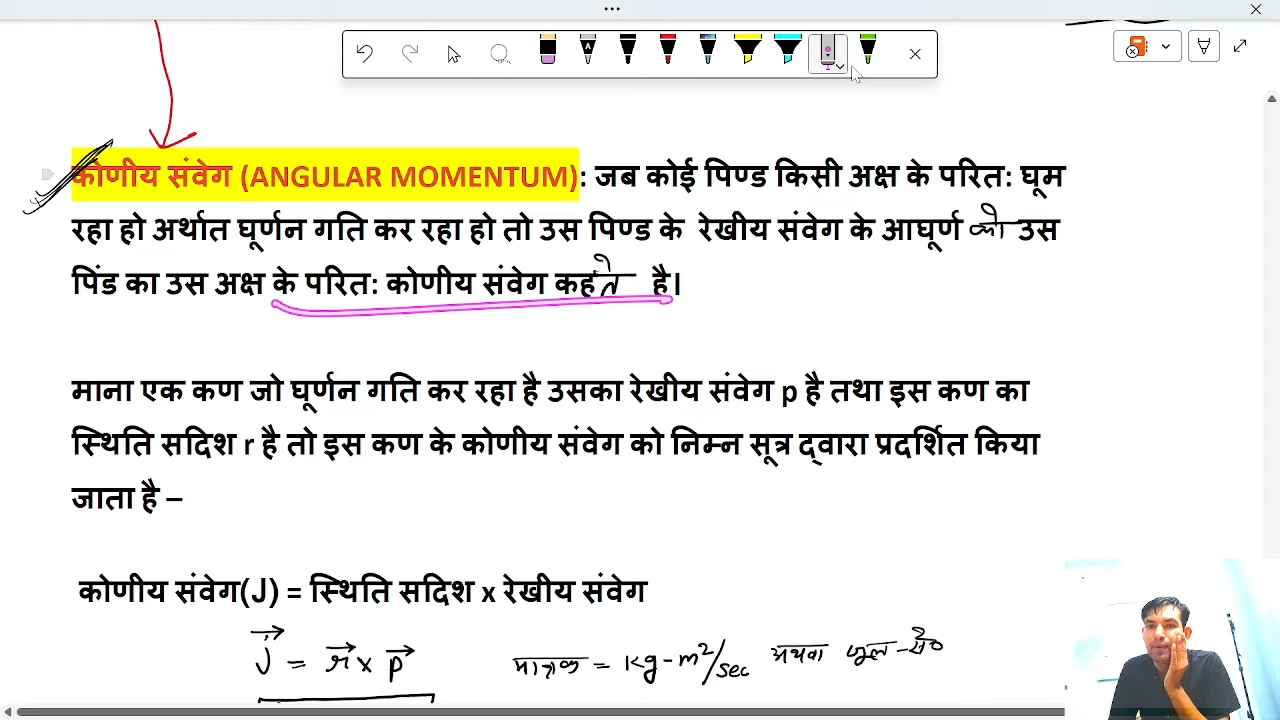 कोणीय संवेग (ANGULAR MOMENTUM): जब कोई पिण्ड किसी अक्ष के परित: घूम
रहा हो अर्थात घूर्णन गति कर रहा हो तो उस पिण्ड के रेखीय संवेग के आघूर्ण को उस
पिंड का उस अक्ष के परित: कोणीय संवेग कहते है।
माना एक कण जो घूर्णन गति कर रहा है उसका रेखीय संवेग p है तथा इस कण का
स्थिति सदिश r है तो इस कण के कोणीय संवेग को निम्न सूत्र द्वारा प्रदर्शित किया
जाता है –
कोणीय संवेग(J) = स्थिति सदिश x रेखीय संवेग
J = r x p मात्रक = Kg-m²/sec अथवा जूल-से०